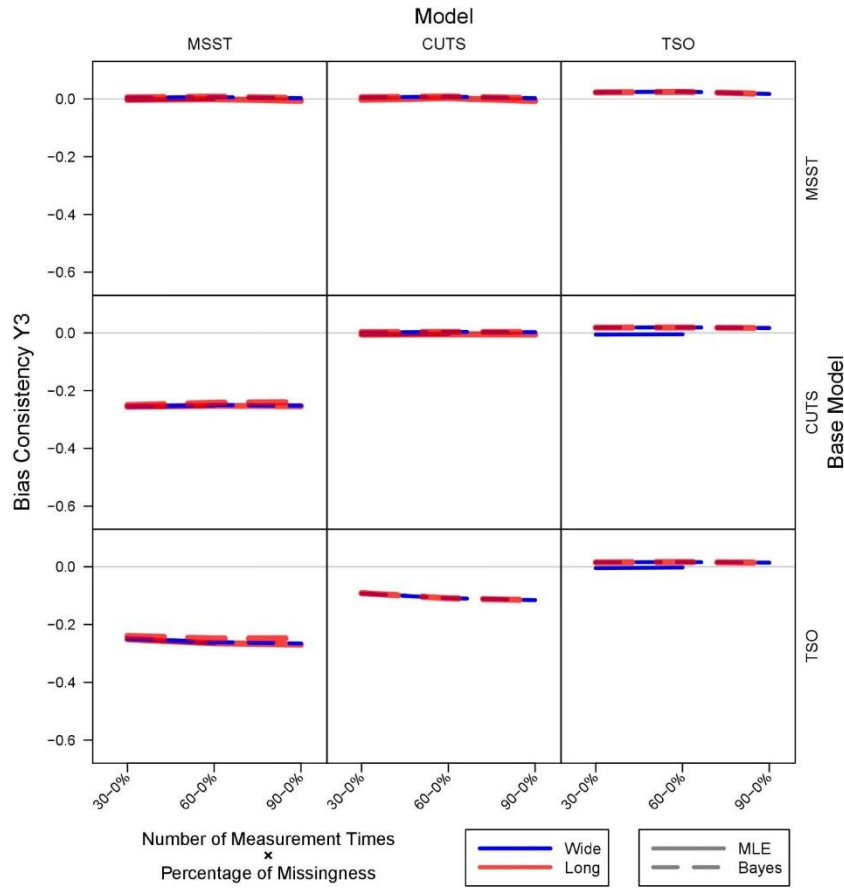 Model
MSST CUTS TSO
0.0
−0.2
−0.4
−0.6
MSST
0.0
−0.2
−0.4
−0.6
CUTS
0.0
−0.2
−0.4
−0.6
TSO
Bias Consistency Y3
Base Model
30−0% 60−0% 90−0% 30−0% 60−0% 90−0% 30−0% 60−0% 90−0%
Number of Measurement Times
×
Percentage of Missingness
Wide
Long
MLE
Bayes